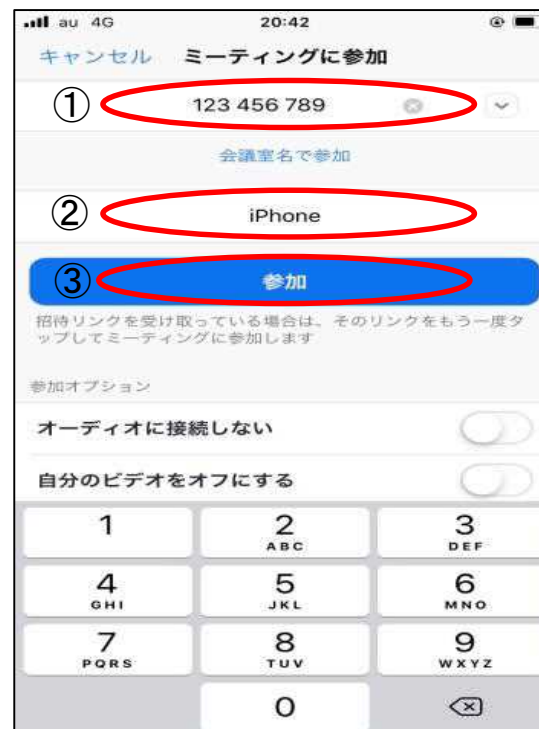 au 4G 20:42
キャンセル ミーティングに参加
① 123 456 789
会議室名で参加
② iPhone
③ 参加
招待リンクを受け取っている場合は、そのリンクをもう一度タ
ップしてミーティングに参加します
参加オプション
オーディオに接続しない
自分のビデオをオフにする
1 2 3
ABC DEF
4 5 6
GHI JKL MNO
7 8 9
PQRS TUV WXYZ
0